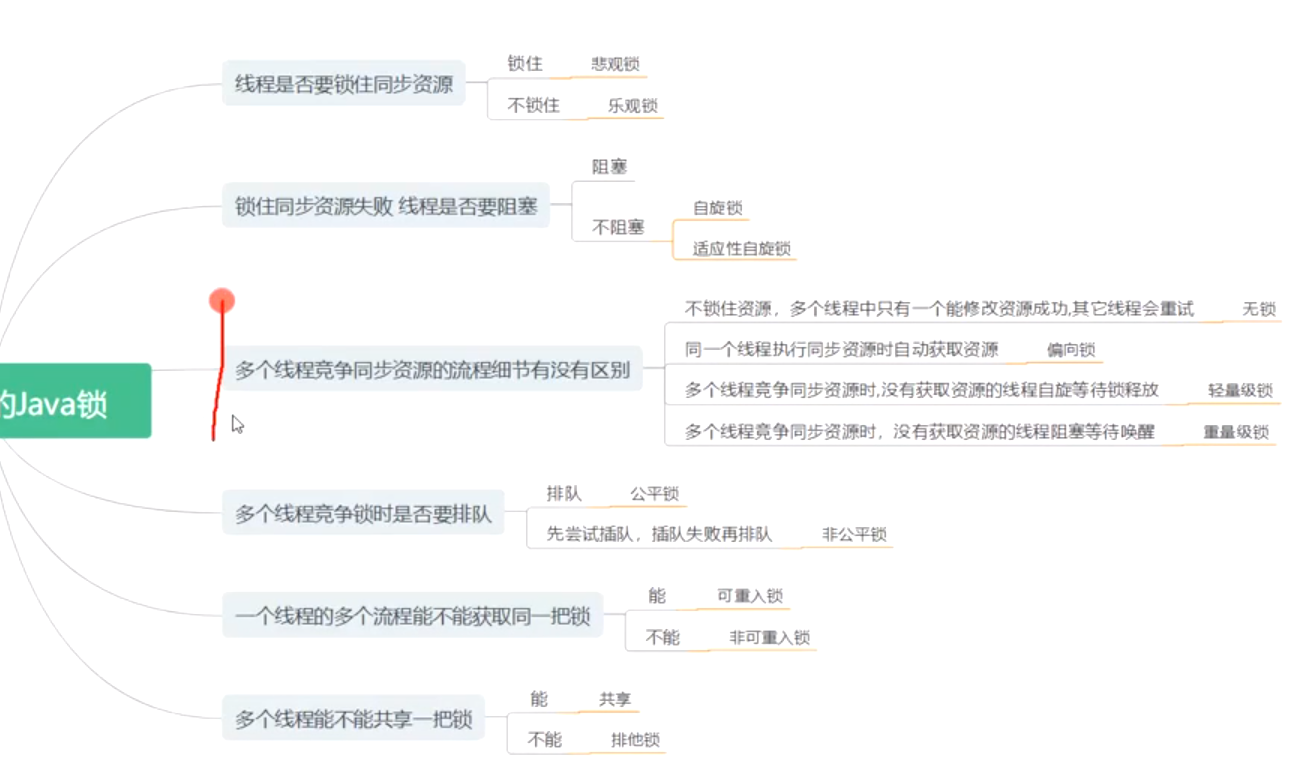 的Java锁
线程是否要锁住同步资源
锁住 悲观锁
不锁住 乐观锁
锁住同步资源失败 线程是否要阻塞
阻塞
不阻塞
自旋锁
适应性自旋锁
多个线程竞争同步资源的流程细节有没有区别
不锁住资源，多个线程中只有一个能修改资源成功,其它线程会重试 无锁
同一个线程执行同步资源时自动获取资源 偏向锁
多个线程竞争同步资源时,没有获取资源的线程自旋等待锁释放 轻量级锁
多个线程竞争同步资源时，没有获取资源的线程阻塞等待唤醒 重量级锁
多个线程竞争锁时是否要排队
排队 公平锁
先尝试插队，插队失败再排队 非公平锁
一个线程的多个流程能不能获取同一把锁
能 可重入锁
不能 非可重入锁
多个线程能不能共享一把锁
能 共享
不能 排他锁